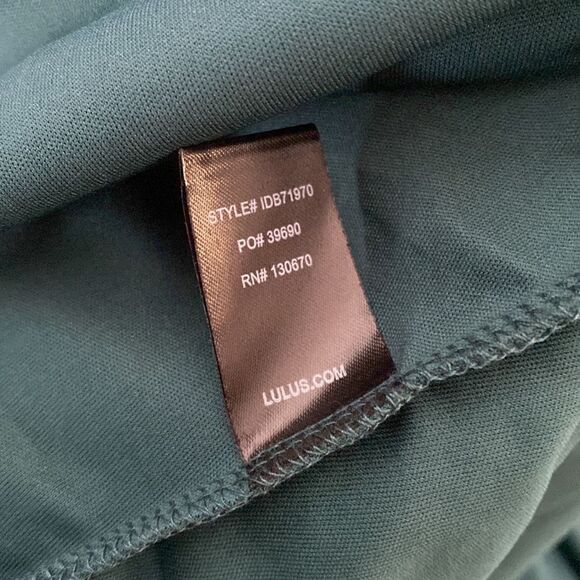 STYLE# IDB71970
PO# 39690
RN# 130670
LULUS.COM